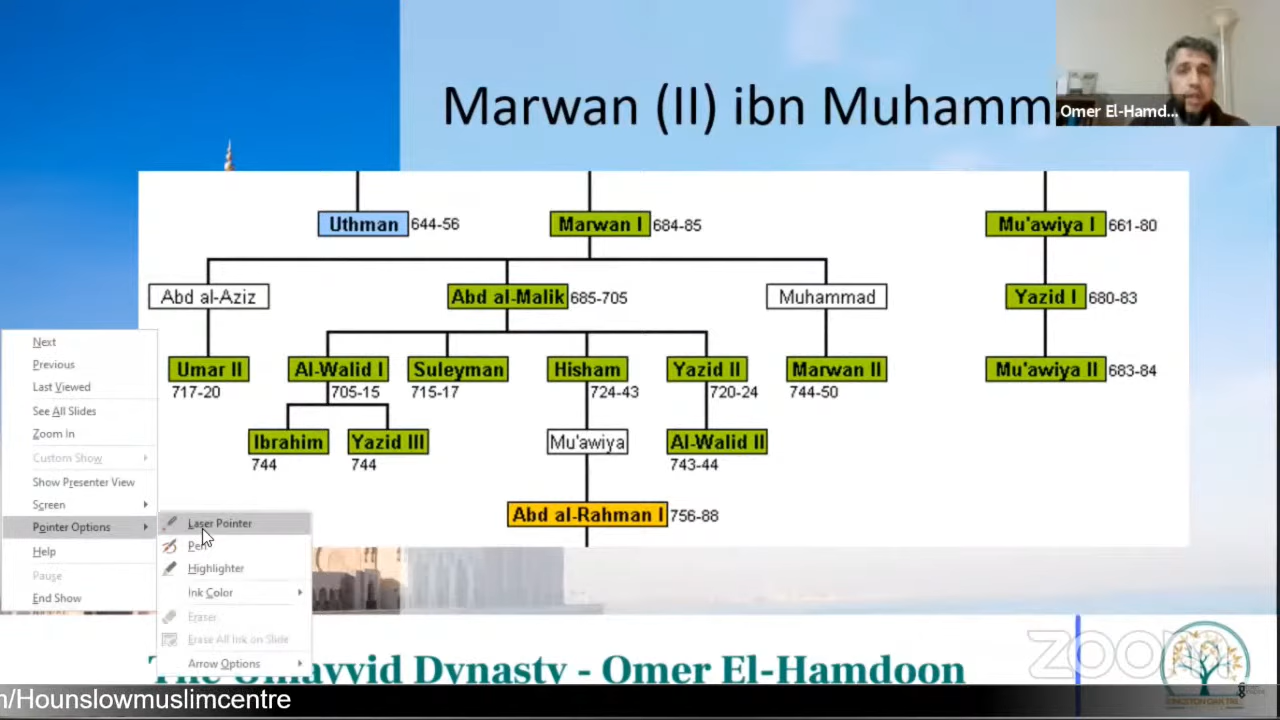 Marwan (II) ibn Muhamm
Omer El-Hamd...
Uthman 644-56
Marwan I 684-85
Mu'awiya I 661-80
Abd al-Aziz
Abd al-Malik 685-705
Muhammad
Yazid I 680-83
Umar II
717-20
Al-Walid I
705-15
Suleyman
715-17
Hisham
724-43
Yazid II
720-24
Marwan II
744-50
Mu'awiya II 683-84
Ibrahim
744
Yazid III
744
Mu'awiya
Al-Walid II
743-44
Abd al-Rahman I 756-88
Next
Previous
Last Viewed
See All Slides
Zoom In
Custom Show
Show Presenter View
Screen
Pointer Options
Help
Pause
End Show
Laser Pointer
Pen
Highlighter
Ink Color
Eraser
Erase All Ink on Slide
Arrow Options
The Umayyid Dynasty - Omer El-Hamdoon
zoom
/Hounslowmuslimcentre